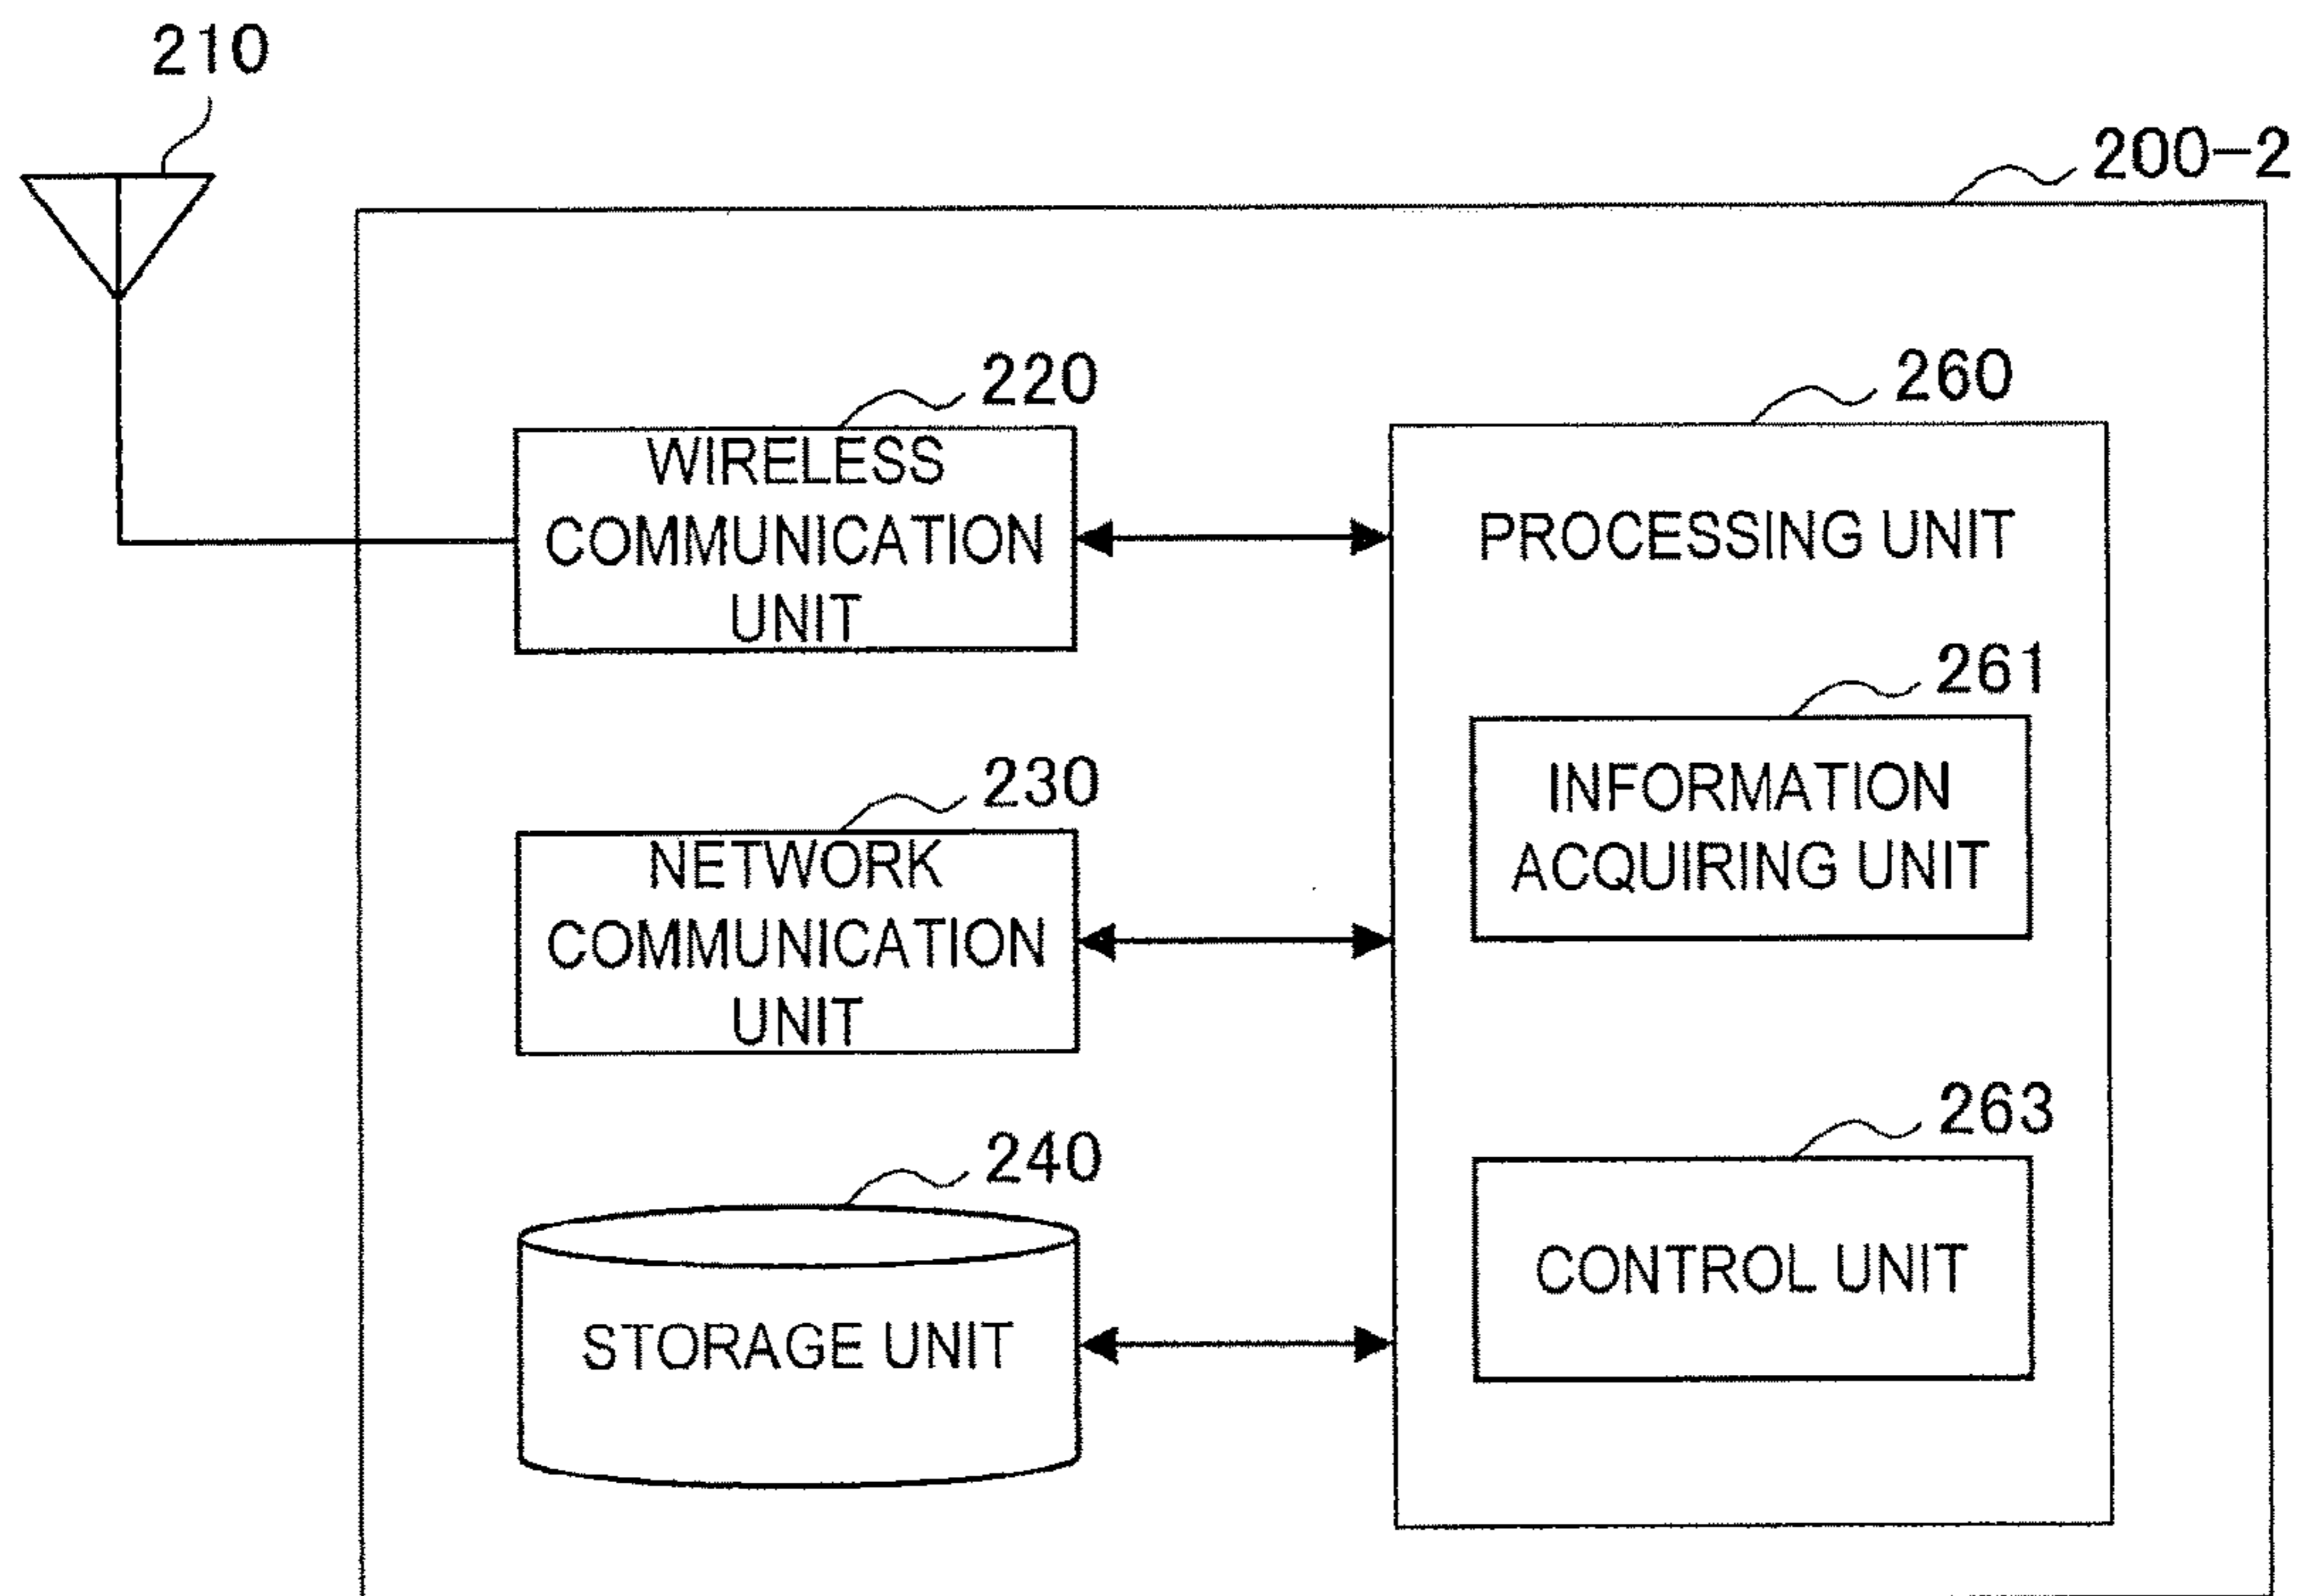 210
200-2
220
WIRELESS
COMMUNICATION
UNIT
260
PROCESSING UNIT
261
INFORMATION
ACQUIRING UNIT
230
NETWORK
COMMUNICATION
UNIT
263
CONTROL UNIT
240
STORAGE UNIT